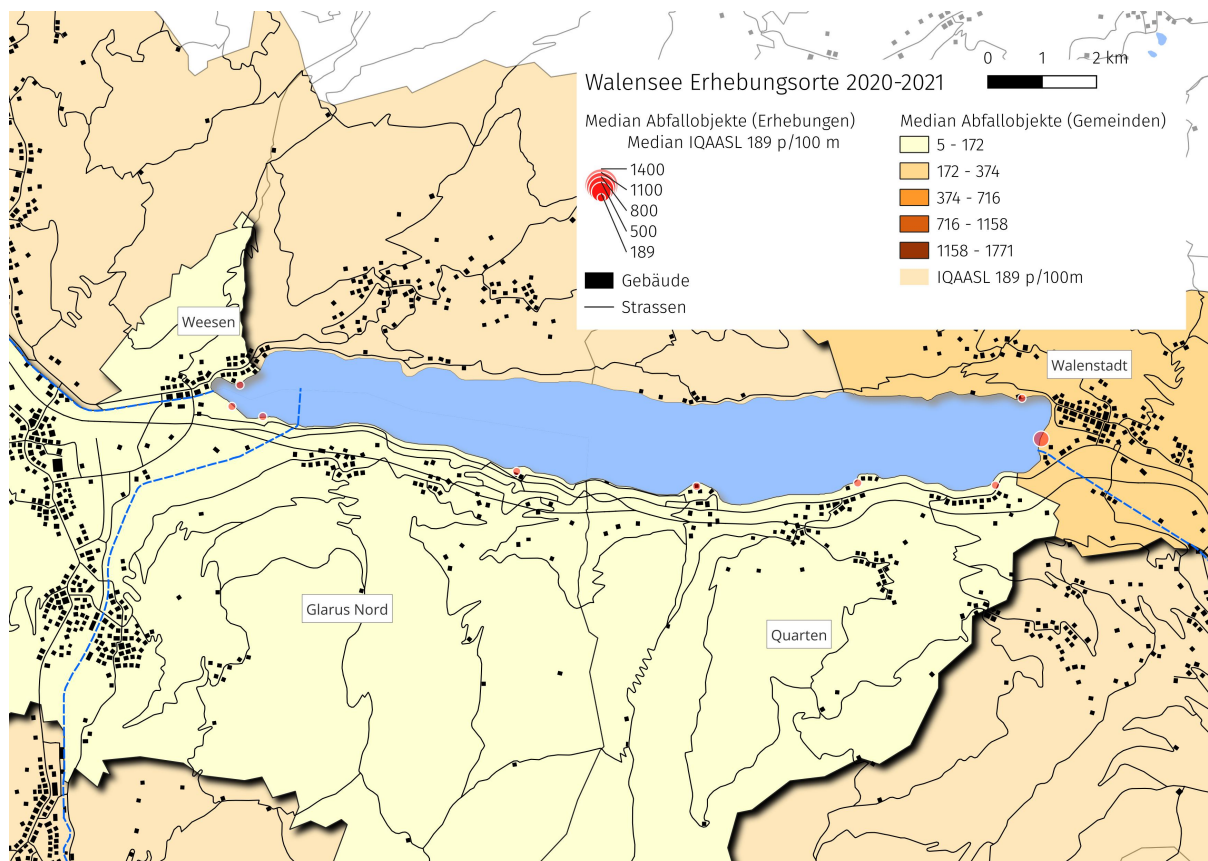 Walensee Erhebungsorte 2020-2021
0 1 2 km
Median Abfallobjekte (Erhebungen)
Median IQAASL 189 p/100 m
1400
1100
800
500
189
Gebäude
Strassen
Median Abfallobjekte (Gemeinden)
5 - 172
172 - 374
374 - 716
716 - 1158
1158 - 1771
IQAASL 189 p/100m
Weesen
Walenstadt
Glarus Nord
Quarten